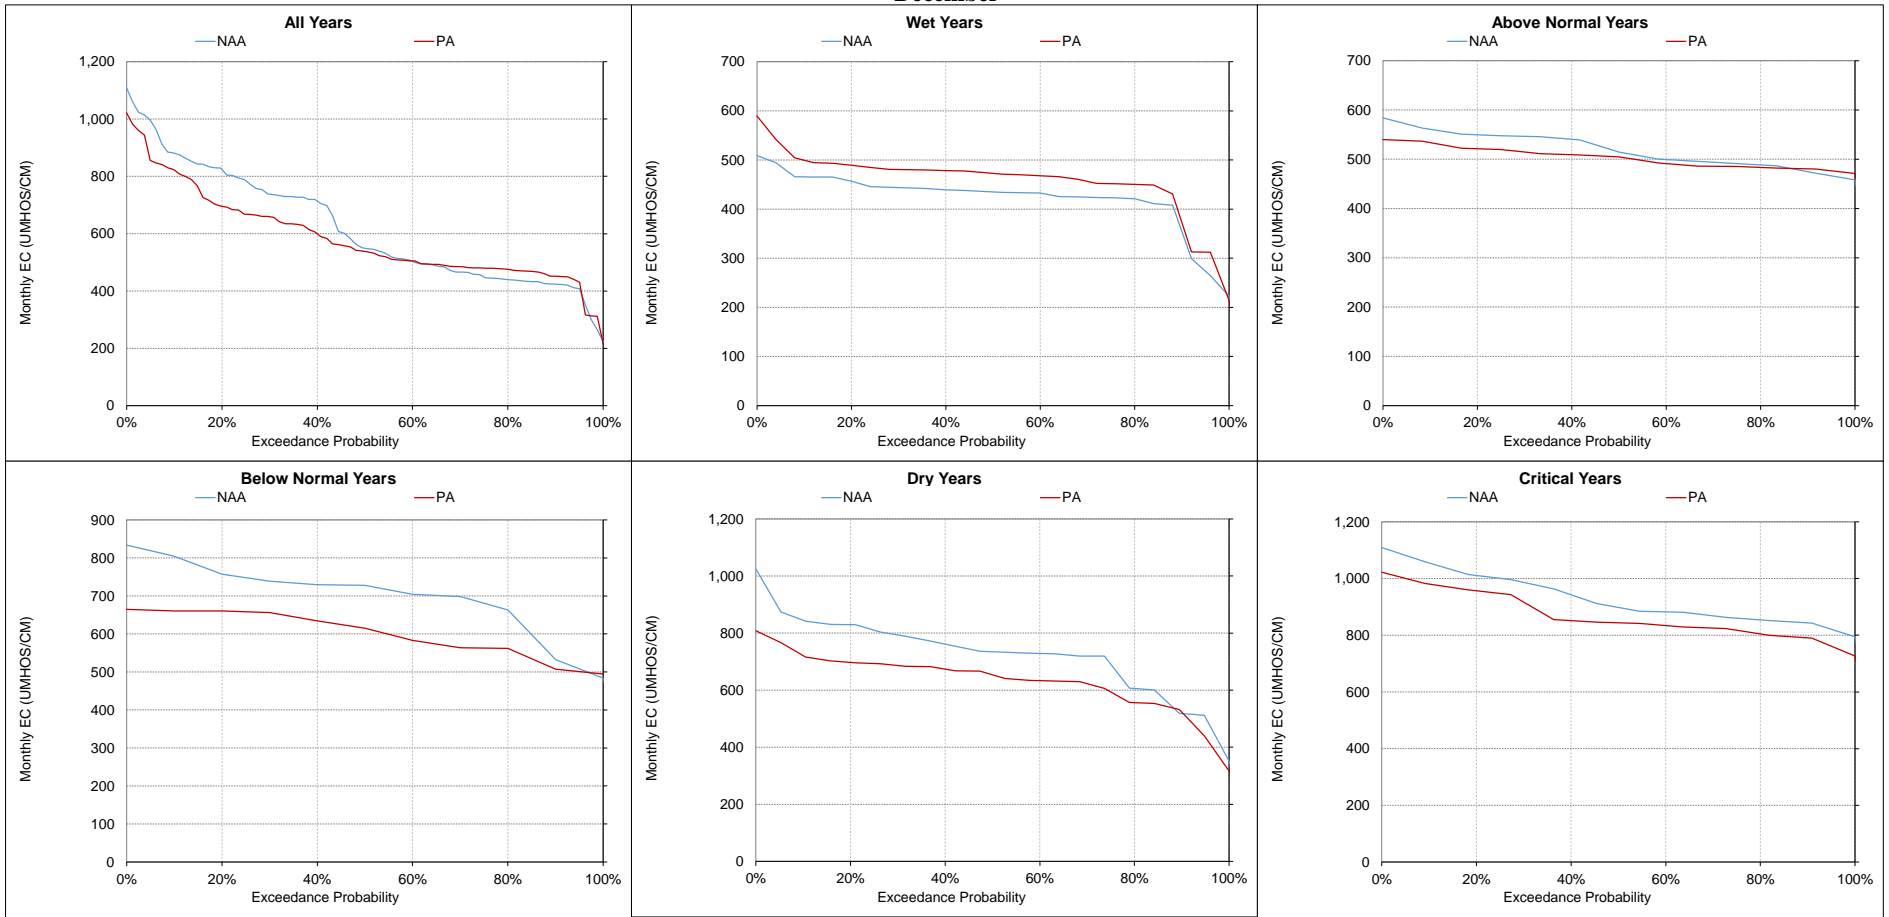 December
All Years
NAA PA
1,200
1,000
800
600
400
200
0
0% 20% 40% 60% 80% 100%
Monthly EC (UMHOS/CM)
Exceedance Probability
Wet Years
NAA PA
700
600
500
400
300
200
100
0
0% 20% 40% 60% 80% 100%
Monthly EC (UMHOS/CM)
Exceedance Probability
Above Normal Years
NAA PA
700
600
500
400
300
200
100
0
0% 20% 40% 60% 80% 100%
Monthly EC (UMHOS/CM)
Exceedance Probability
Below Normal Years
NAA PA
900
800
700
600
500
400
300
200
100
0
0% 20% 40% 60% 80% 100%
Monthly EC (UMHOS/CM)
Exceedance Probability
Dry Years
NAA PA
1,200
1,000
800
600
400
200
0
0% 20% 40% 60% 80% 100%
Monthly EC (UMHOS/CM)
Exceedance Probability
Critical Years
NAA PA
1,200
1,000
800
600
400
200
0
0% 20% 40% 60% 80% 100%
Monthly EC (UMHOS/CM)
Exceedance Probability